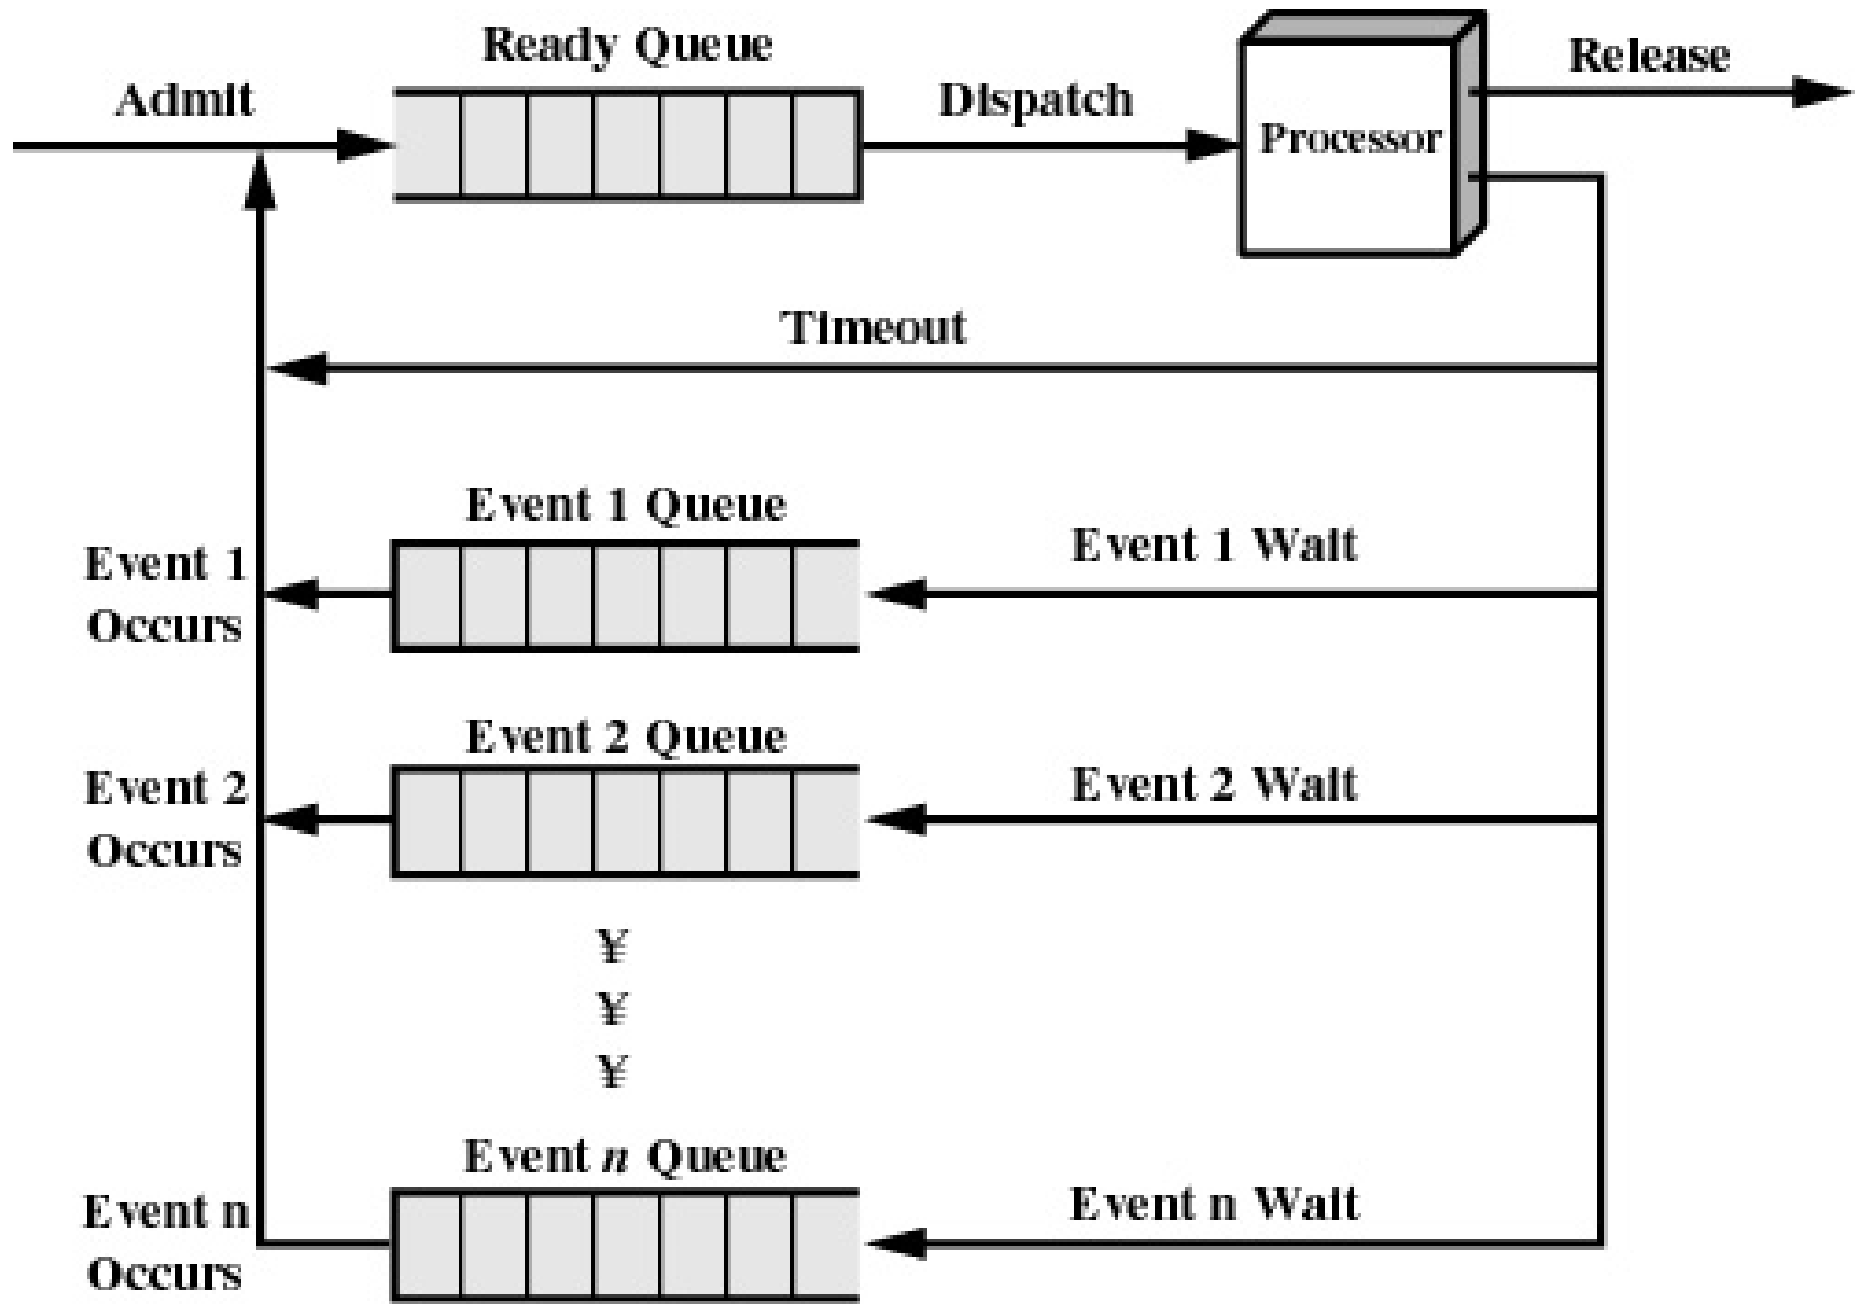 Ready Queue
Release
Admit
Dispatch
Processor
Timeout
Event 1 Queue
Event 1 Wait
Event 1
Occurs
Event 2 Queue
Event 2 Wait
Event 2
Occurs
¥
¥
¥
Event n Queue
Event n Wait
Event n
Occurs